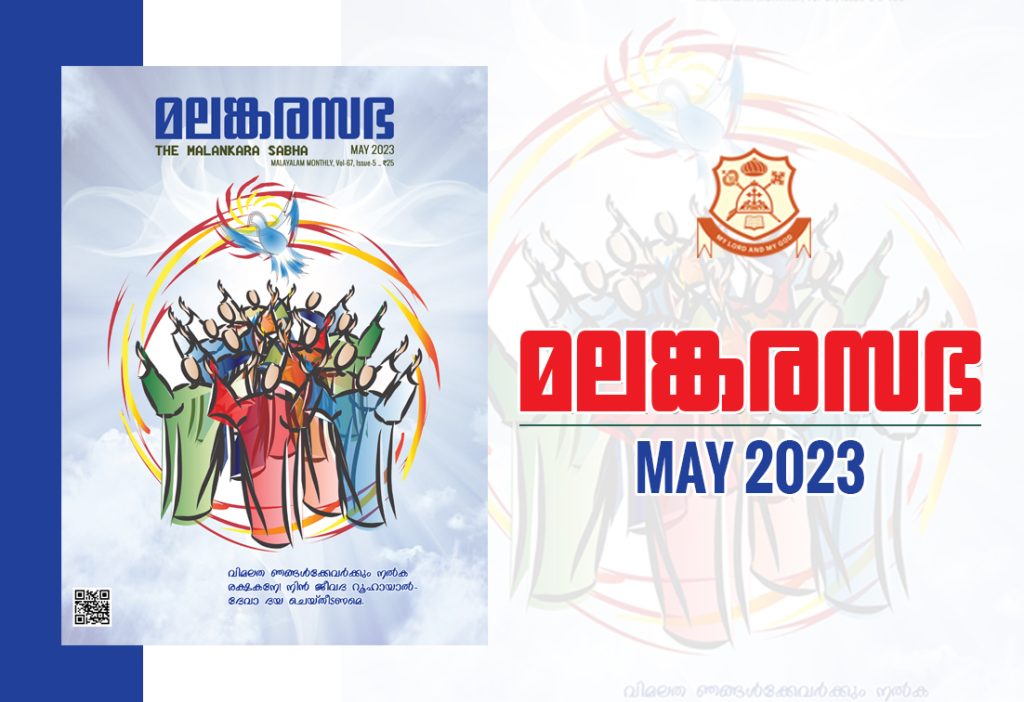 മലങ്കരസഭ
THE MALANKARA SABHA MAY 2023
MALAYALAM MONTHLY, Vol-67, Issue-5 .. ₹25
വിമലത ഞങ്ങൾക്കേവർക്കും നൽക
രക്ഷകനേ! നിൻ ജീവദ റൂഹായാൽ-
ദേവാ ദയ ചെയ്തീടണമെ.
MY LORD AND MY GOD
മലങ്കരസഭ
MAY 2023
വിമലത ഞങ്ങൾക്കേവർക്കും നൽക